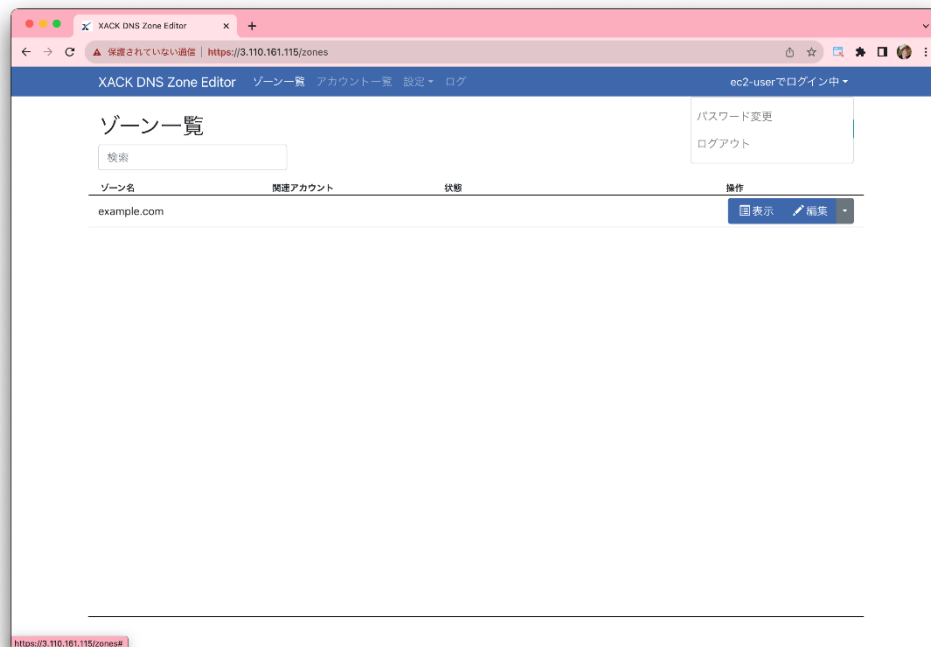 XACK DNS Zone Editor
保護されていない通信 | https://3.110.161.115/zones
XACK DNS Zone Editor ゾーン一覧 アカウント一覧 設定 ログ ec2-userでログイン中
パスワード変更
ログアウト
ゾーン一覧
検索
ゾーン名 関連アカウント 状態 操作
example.com 表示 編集
https://3.110.161.115/zones#